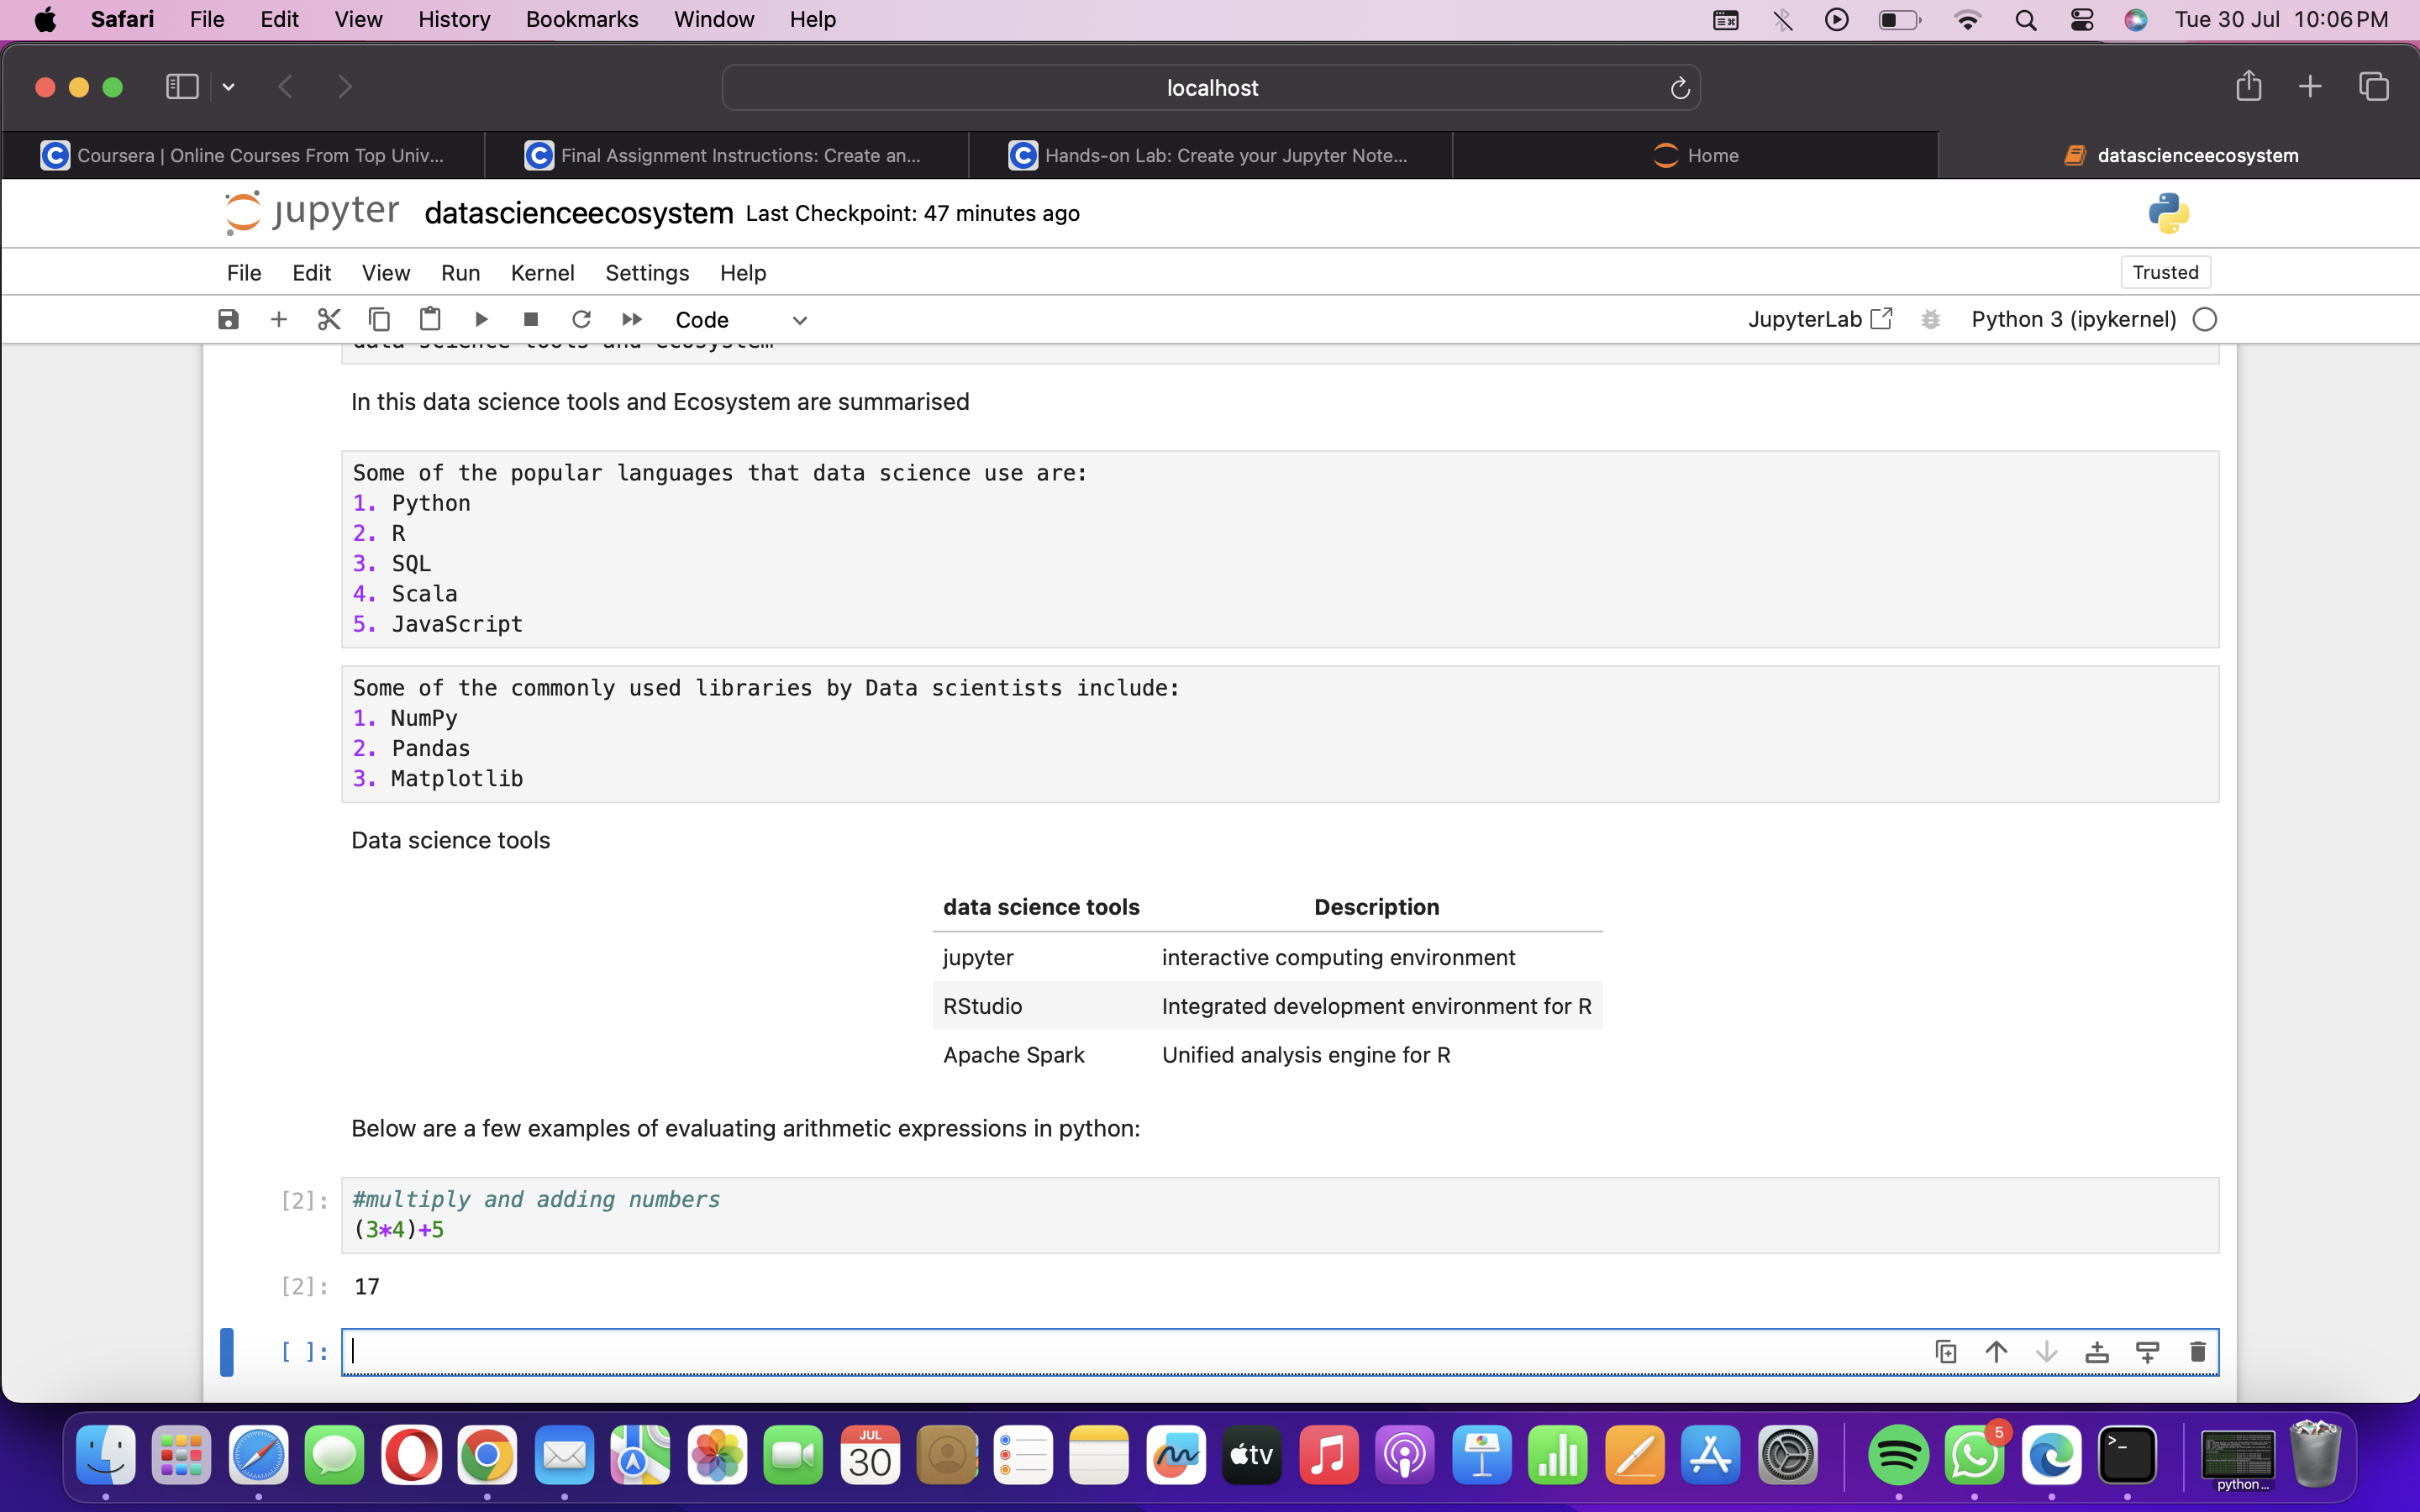 Safari File Edit View History Bookmarks Window Help Tue 30 Jul 10:06 PM
localhost
Coursera | Online Courses From Top Univ... Final Assignment Instructions: Create an... Hands-on Lab: Create your Jupyter Note... Home datascienceecosystem
jupyter datascienceecosystem Last Checkpoint: 47 minutes ago
File Edit View Run Kernel Settings Help Trusted
Code JupyterLab Python 3 (ipykernel)
data science tools and ecosystem
In this data science tools and Ecosystem are summarised
Some of the popular languages that data science use are:
1. Python
2. R
3. SQL
4. Scala
5. JavaScript
Some of the commonly used libraries by Data scientists include:
1. NumPy
2. Pandas
3. Matplotlib
Data science tools
data science tools Description
jupyter interactive computing environment
RStudio Integrated development environment for R
Apache Spark Unified analysis engine for R
Below are a few examples of evaluating arithmetic expressions in python:
[2]: #multiply and adding numbers
(3*4)+5
[2]: 17
[ ]:
JUL
30
tv
5
>_
python...